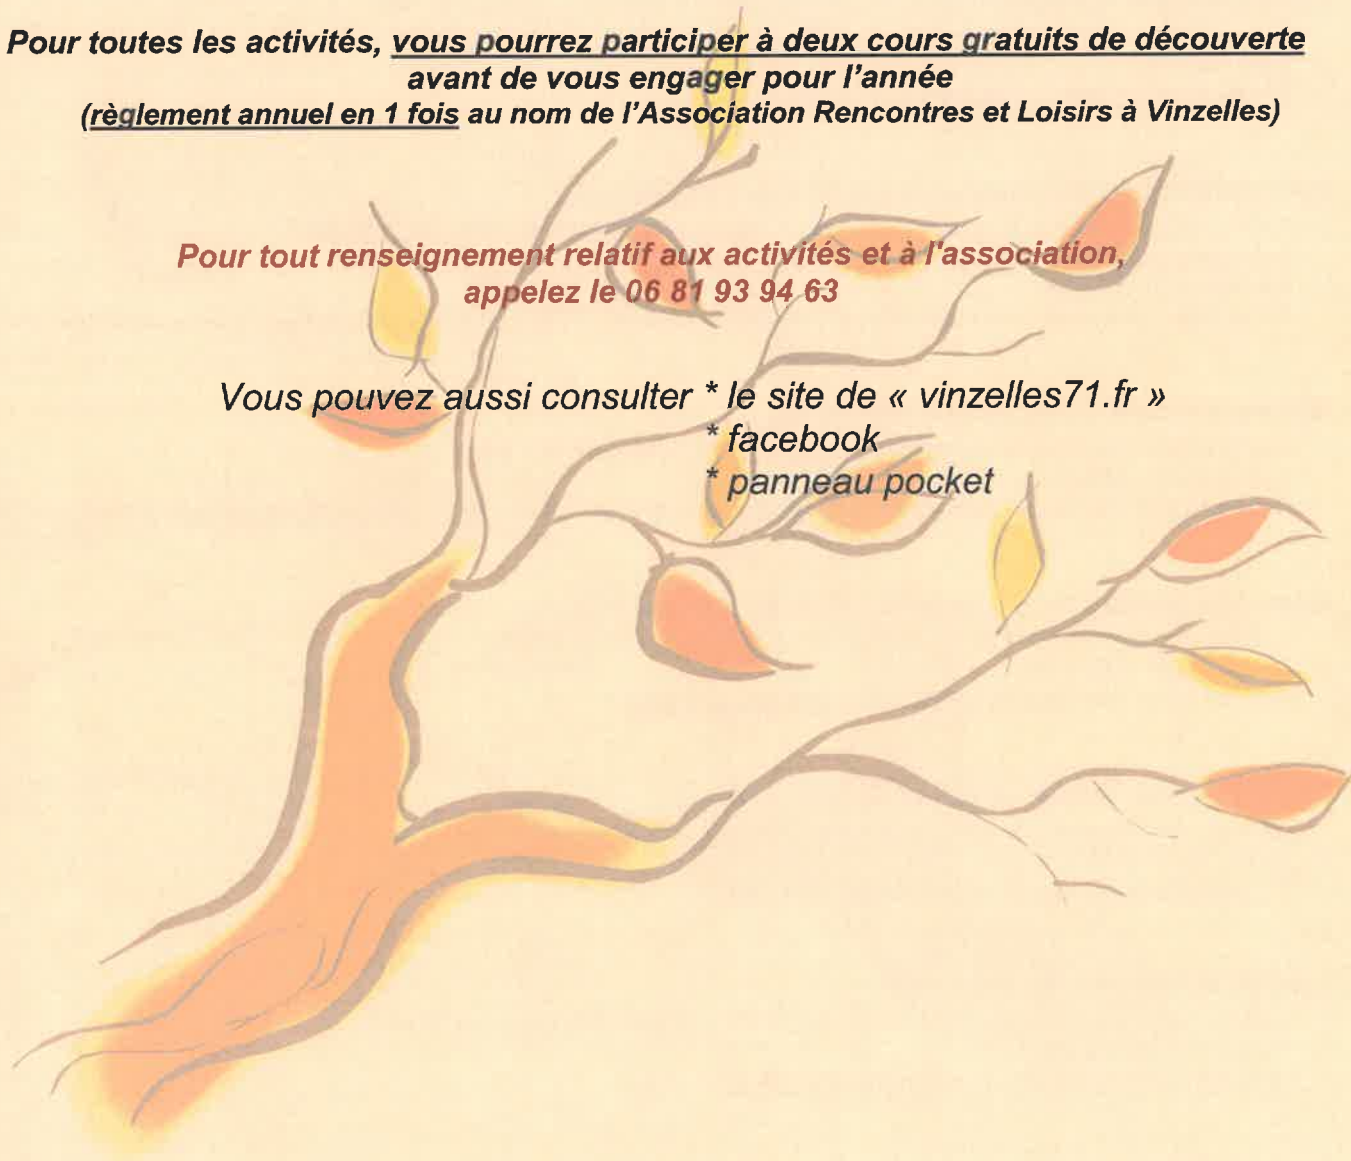 Pour toutes les activités, vous pourrez participer à deux cours gratuits de découverte
avant de vous engager pour l'année
(règlement annuel en 1 fois au nom de l'Association Rencontres et Loisirs à Vinzelles)
Pour tout renseignement relatif aux activités et à l'association,
appelez le 06 81 93 94 63
Vous pouvez aussi consulter * le site de « vinzelles71.fr »
* facebook
* panneau pocket